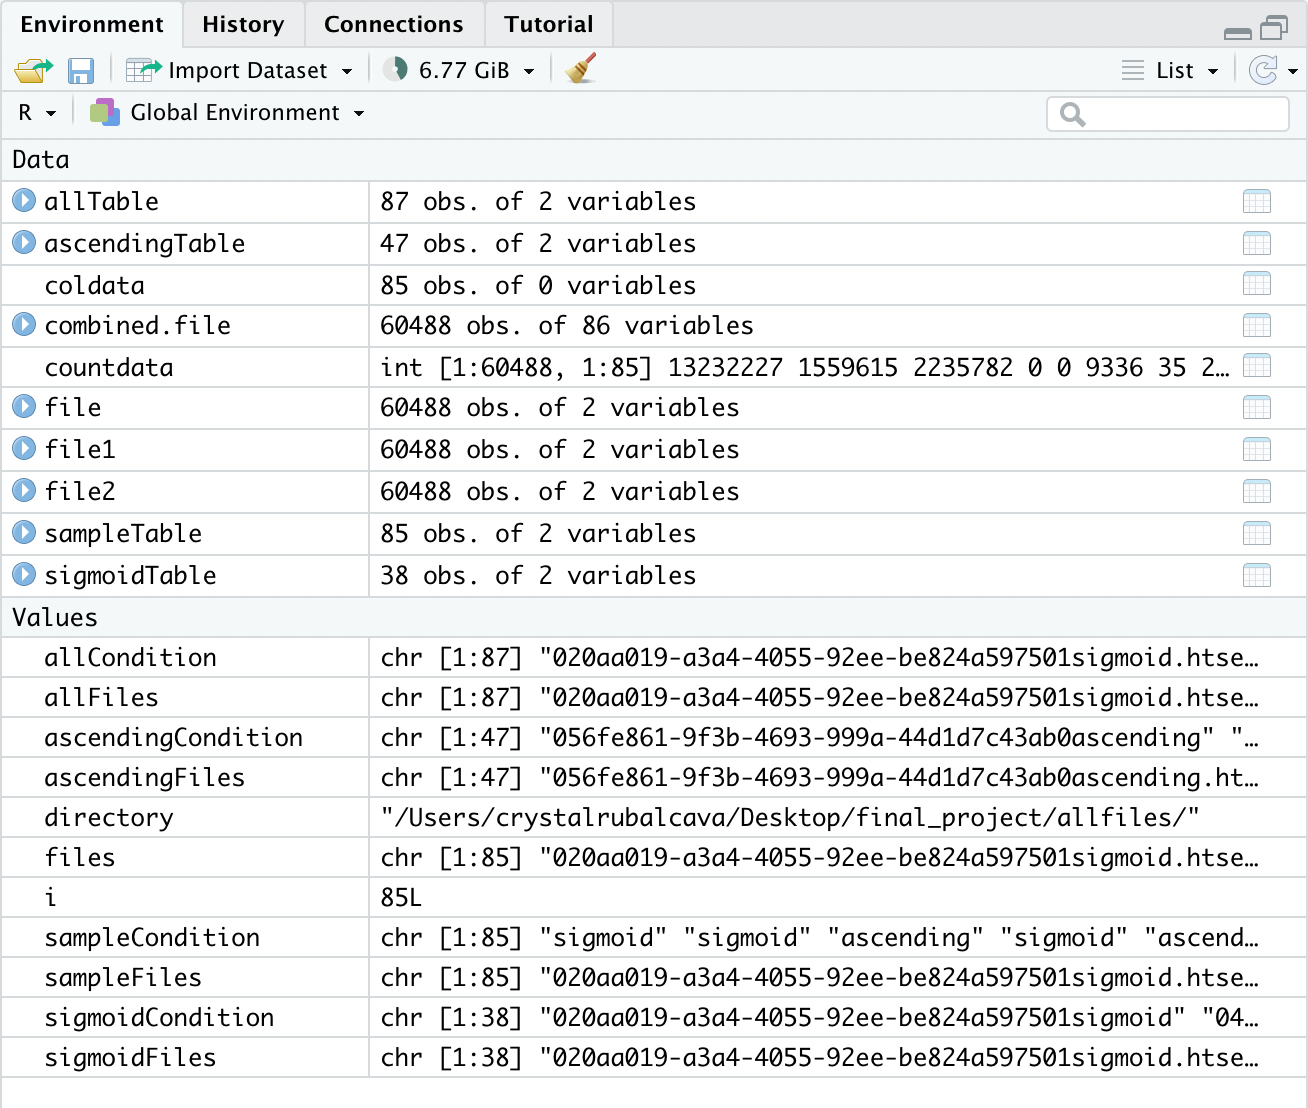 Environment History Connections Tutorial
Import Dataset 6.77 GiB List
R Global Environment
Data
allTable 87 obs. of 2 variables
ascendingTable 47 obs. of 2 variables
coldata 85 obs. of 0 variables
combined.file 60488 obs. of 86 variables
countdata int [1:60488, 1:85] 13232227 1559615 2235782 0 0 9336 35 2…
file 60488 obs. of 2 variables
file1 60488 obs. of 2 variables
file2 60488 obs. of 2 variables
sampleTable 85 obs. of 2 variables
sigmoidTable 38 obs. of 2 variables
Values
allCondition chr [1:87] "020aa019-a3a4-4055-92ee-be824a597501sigmoid.htse…
allFiles chr [1:87] "020aa019-a3a4-4055-92ee-be824a597501sigmoid.htse…
ascendingCondition chr [1:47] "056fe861-9f3b-4693-999a-44d1d7c43ab0ascending" "…
ascendingFiles chr [1:47] "056fe861-9f3b-4693-999a-44d1d7c43ab0ascending.ht…
directory "/Users/crystalrubalcava/Desktop/final_project/allfiles/"
files chr [1:85] "020aa019-a3a4-4055-92ee-be824a597501sigmoid.htse…
i 85L
sampleCondition chr [1:85] "sigmoid" "sigmoid" "ascending" "sigmoid" "ascend…
sampleFiles chr [1:85] "020aa019-a3a4-4055-92ee-be824a597501sigmoid.htse…
sigmoidCondition chr [1:38] "020aa019-a3a4-4055-92ee-be824a597501sigmoid" "04…
sigmoidFiles chr [1:38] "020aa019-a3a4-4055-92ee-be824a597501sigmoid.htse…